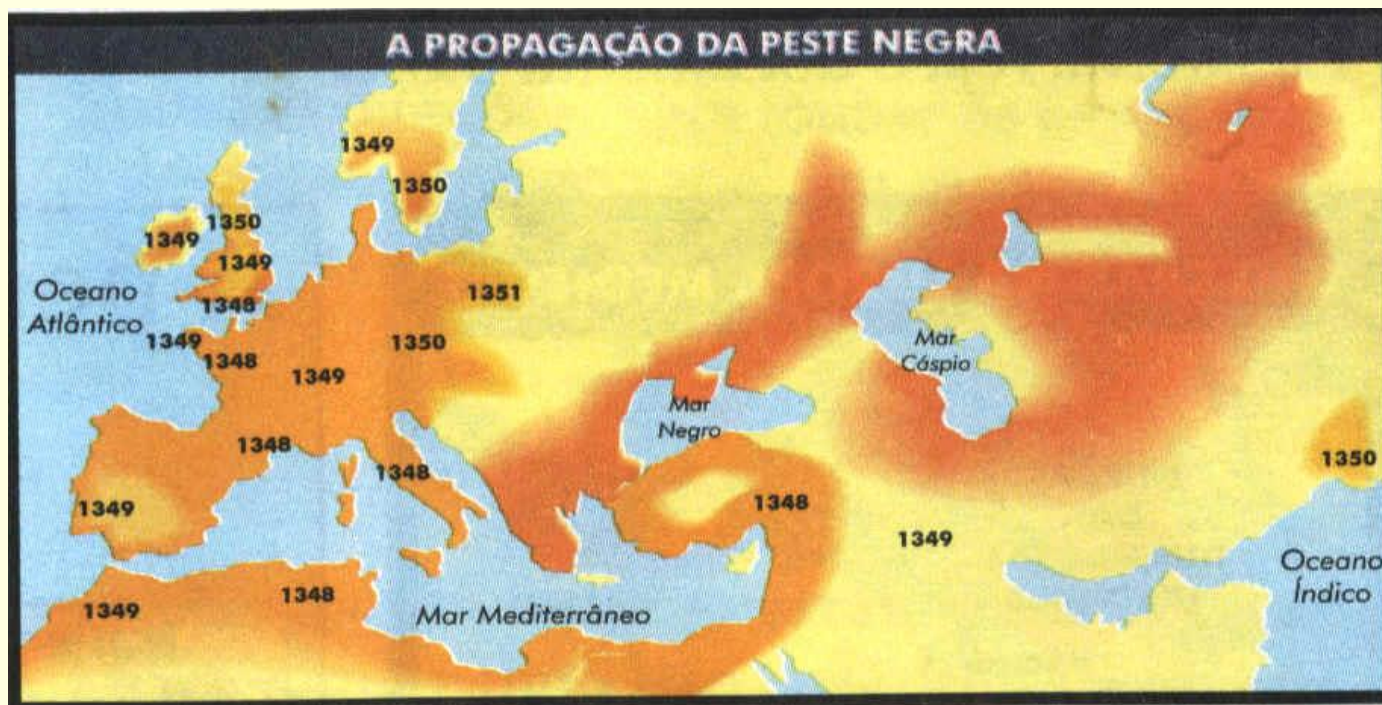 A PROPAGAÇÃO DA PESTE NEGRA
1349
1350
1350
1349
1349
1348
1351
Oceano
Atlântico
1349
1348
1350
1349
Mar
Cáspio
Mar
Negro
1348
1348
1350
1349
1348
1349
Oceano
Índico
1349
1348
Mar Mediterrâneo